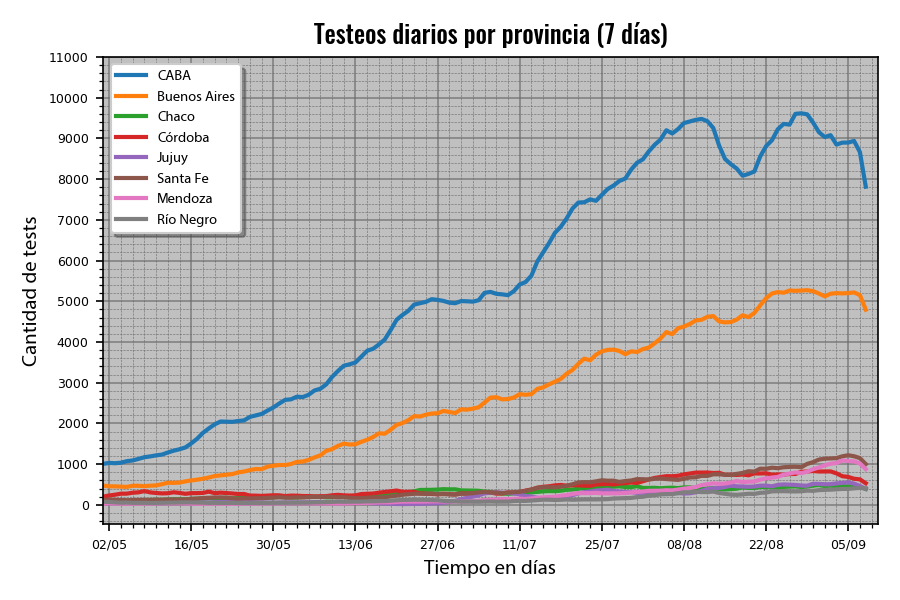 Testeos diarios por provincia (7 días)
11000
10000
9000
8000
7000
6000
5000
4000
3000
2000
1000
0
Cantidad de tests
CABA
Buenos Aires
Chaco
Córdoba
Jujuy
Santa Fe
Mendoza
Río Negro
02/05 16/05 30/05 13/06 27/06 11/07 25/07 08/08 22/08 05/09
Tiempo en días